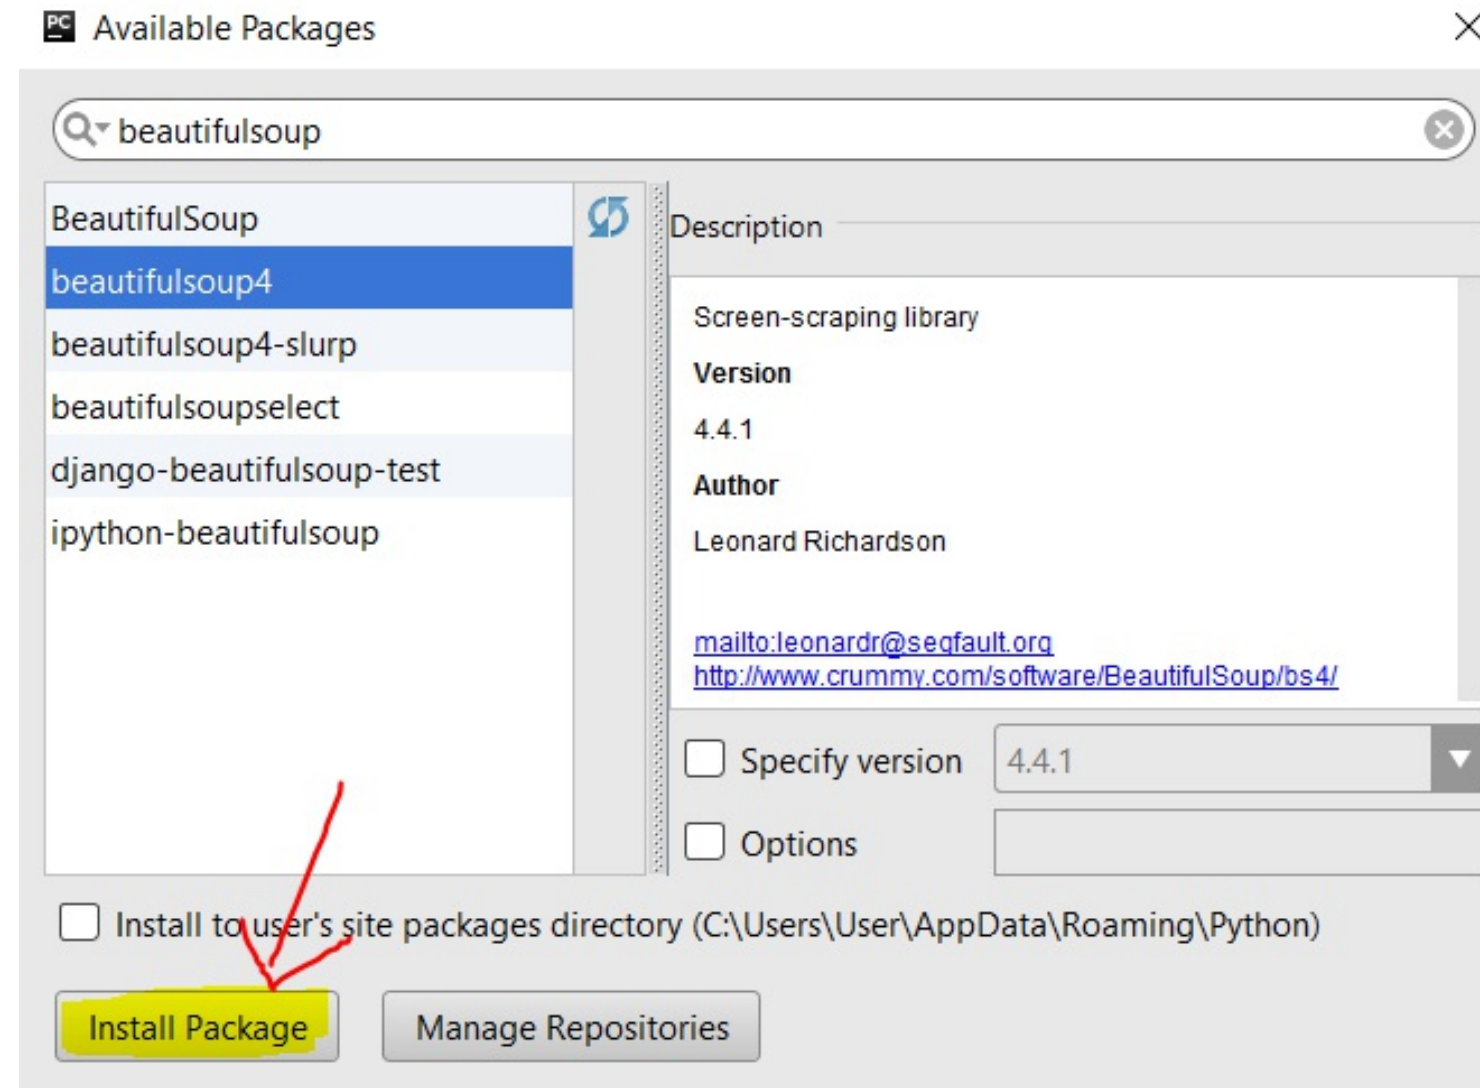 PC Available Packages
beautifulsoup
BeautifulSoup
beautifulsoup4
beautifulsoup4-slurp
beautifulsoupselect
django-beautifulsoup-test
ipython-beautifulsoup
Description
Screen-scraping library
Version
4.4.1
Author
Leonard Richardson
mailto:leonardr@segfault.org
http://www.crummy.com/software/BeautifulSoup/bs4/
Specify version 4.4.1
Options
Install to user's site packages directory (C:\Users\User\AppData\Roaming\Python)
Install Package Manage Repositories